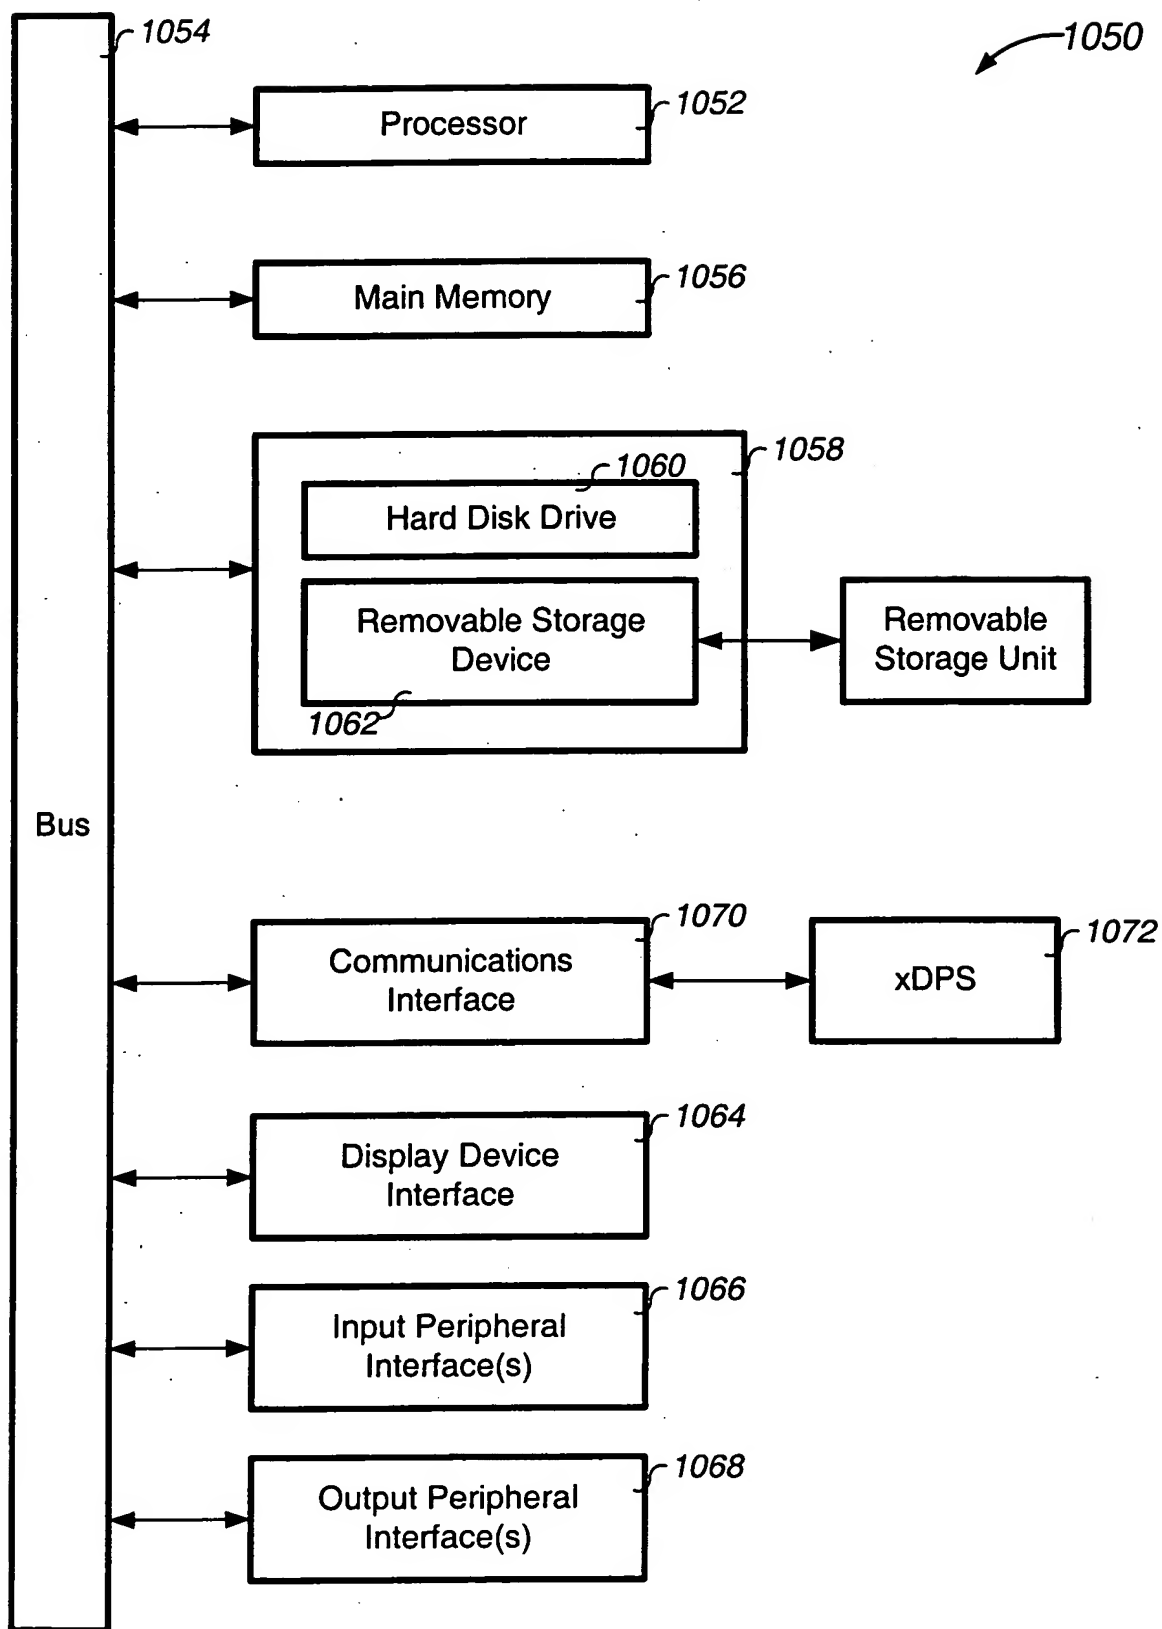 1054
1050
1052
Processor
1056
Main Memory
1058
1060
Hard Disk Drive
Removable Storage
Device
1062
Removable
Storage Unit
Bus
1070
Communications
Interface
1072
xDPS
1064
Display Device
Interface
1066
Input Peripheral
Interface(s)
1068
Output Peripheral
Interface(s)